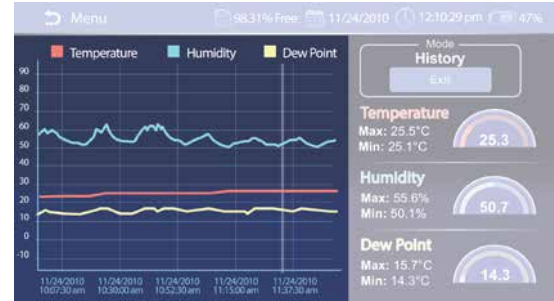 Menu
98.31% Free 11/24/2010 12:10:29 pm 47%
Temperature Humidity Dew Point
90
80
70
60
50
40
30
20
10
0
-10
11/24/2010 11/24/2010 11/24/2010 11/24/2010 11/24/2010
10:07:30 am 10:30:00 am 10:52:30 am 11:15:00 am 11:37:30 am
Mode
History
Exit
Temperature
Max: 25.5°C
Min: 25.1°C
25.3
Humidity
Max: 55.6%
Min: 50.1%
50.7
Dew Point
Max: 15.7°C
Min: 14.3°C
14.3